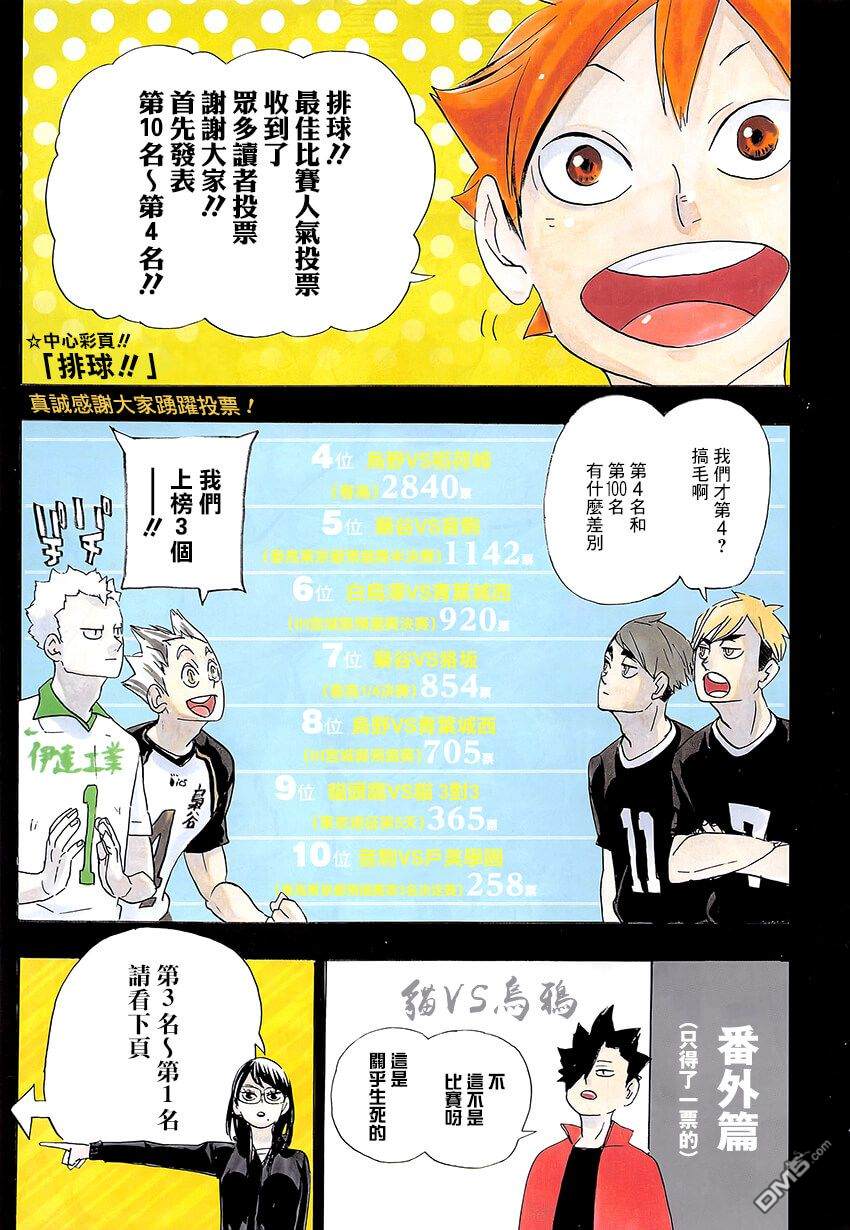 排球!!
最佳比賽人氣投票
收到了
眾多讀者投票
謝謝大家!!
首先發表
第10名～第4名!!
☆中心彩頁!!
「排球!!」
真誠感謝大家踴躍投票！
我們才第4?
搞毛啊
第4名和
第100名
有什麼差別
我們
上榜3個
——!!
4位 烏野VS稻荷崎
(春高)2840票
5位 梟谷VS音駒
1142票
6位 白鳥澤VS青葉城西
920票
7位 梟谷VS狢坂
(春高1/4決賽)854票
8位 烏野VS青葉城西
705票
9位 貓頭鷹VS貓 3對3
365票
10位 音駒VS戶美學園
258票
伊達工業
1
梟谷
11
7
番外篇
(只得了一票的)
貓VS烏鴉
不
這不是
比賽呀
這是
關乎生死的
第3名～第1名
請看下頁
DM5.com